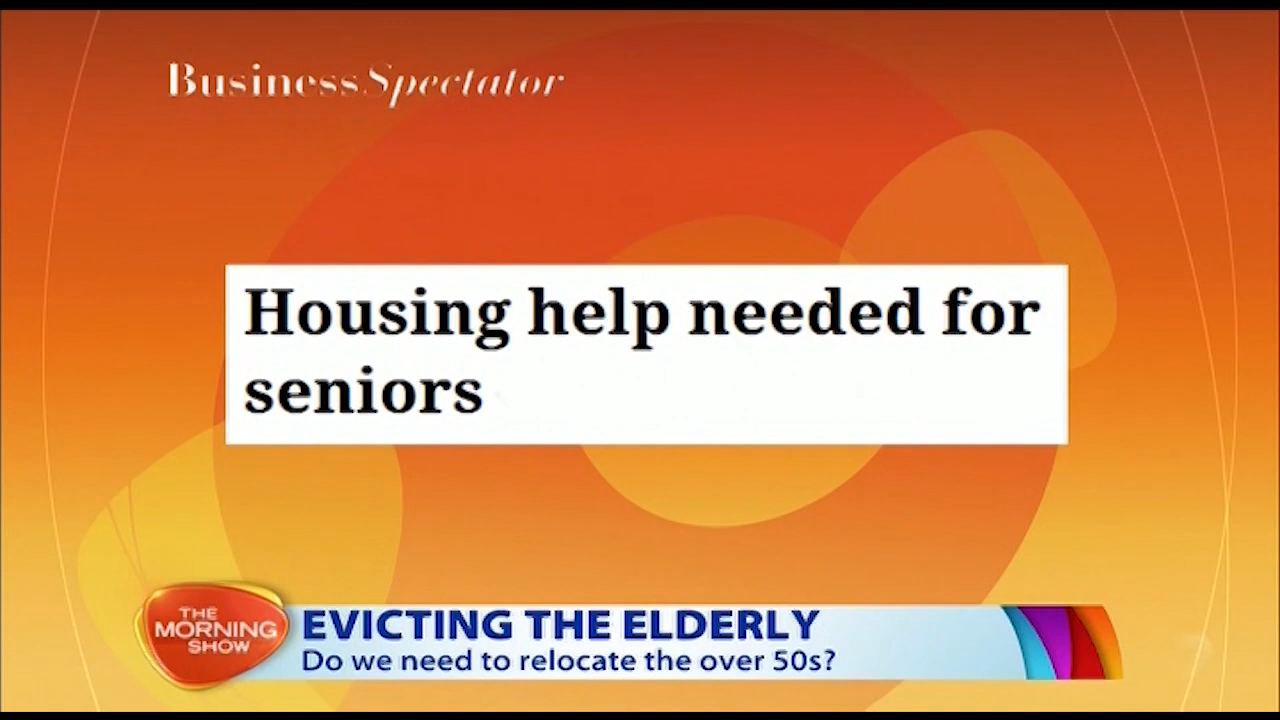 Business Spectator
Housing help needed for
seniors
THE
MORNING
SHOW
EVICTING THE ELDERLY
Do we need to relocate the over 50s?